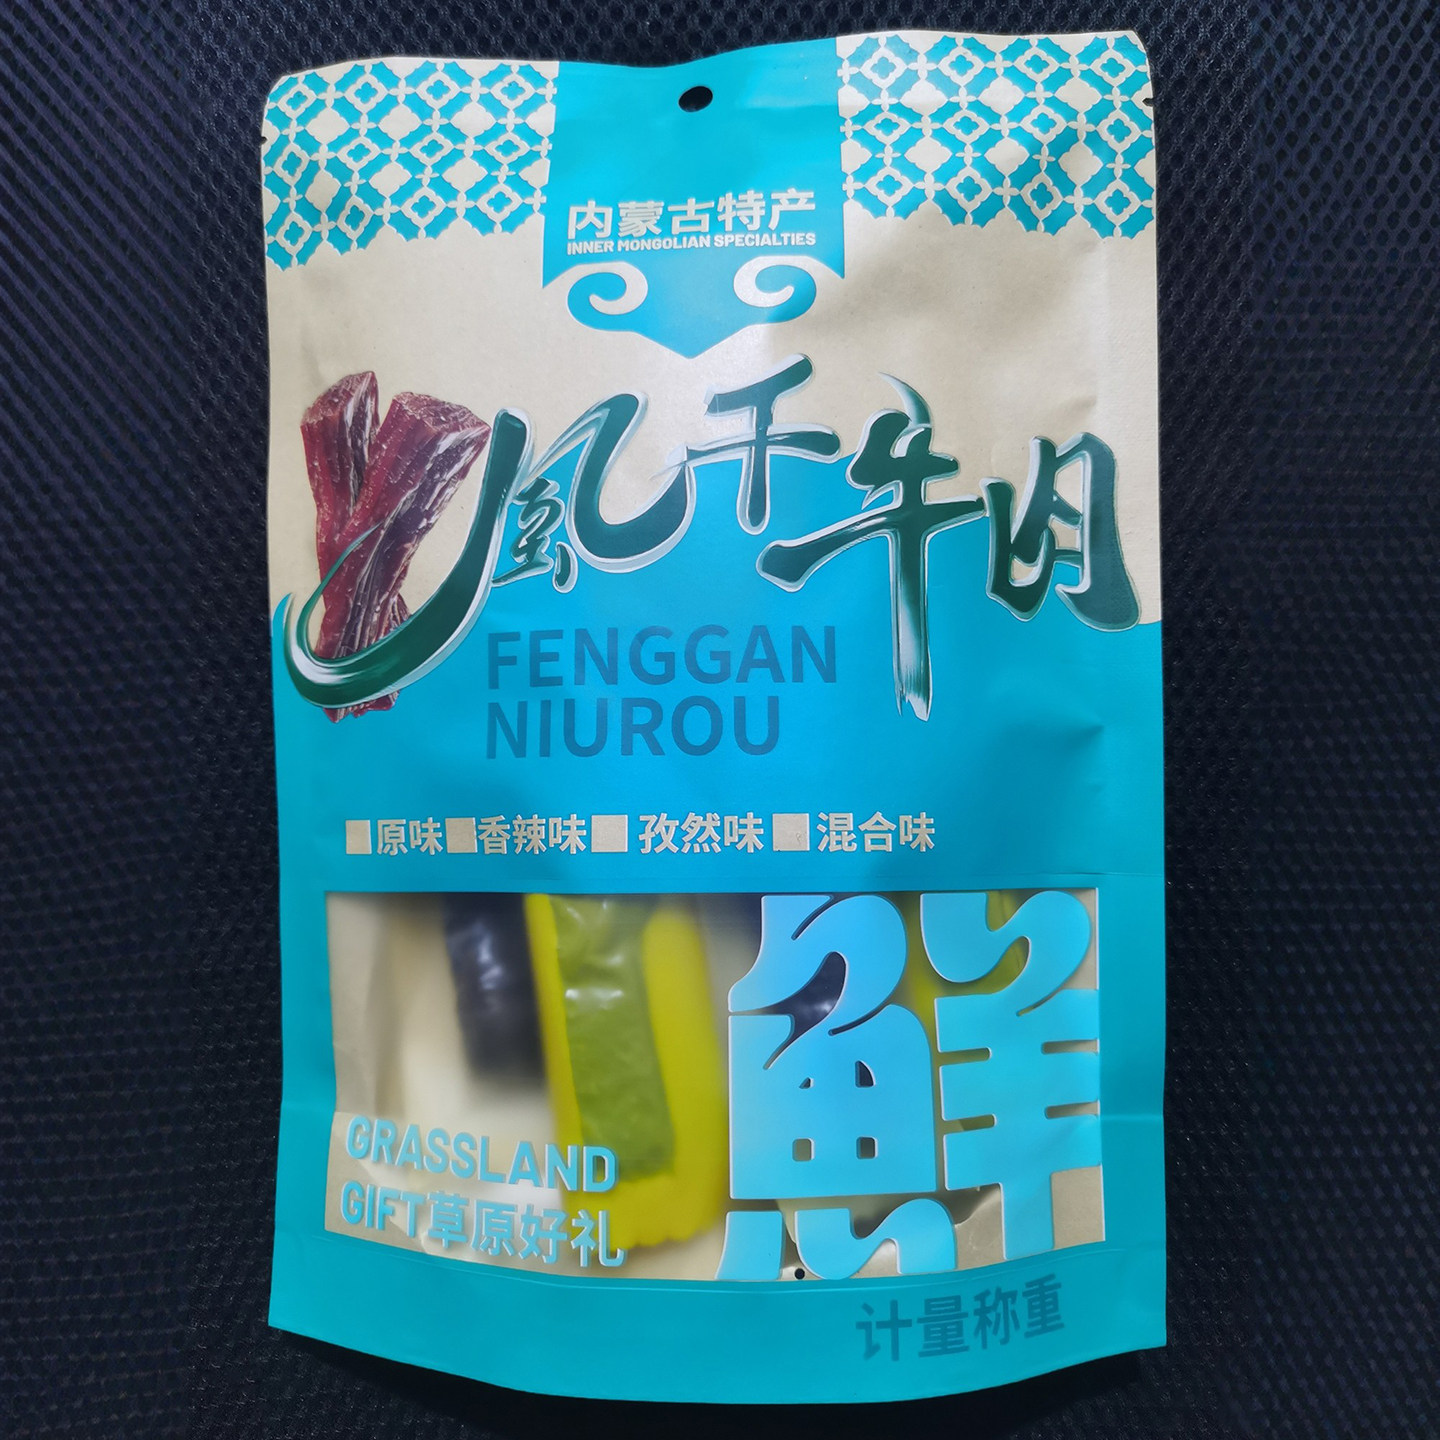 内蒙古特产
INNER MONGOLIAN SPECIALTIES
風干牛肉
FENGGAN
NIUROU
原味 香辣味 孜然味 混合味
鲜
GRASSLAND
GIFT草原好礼
计量称重